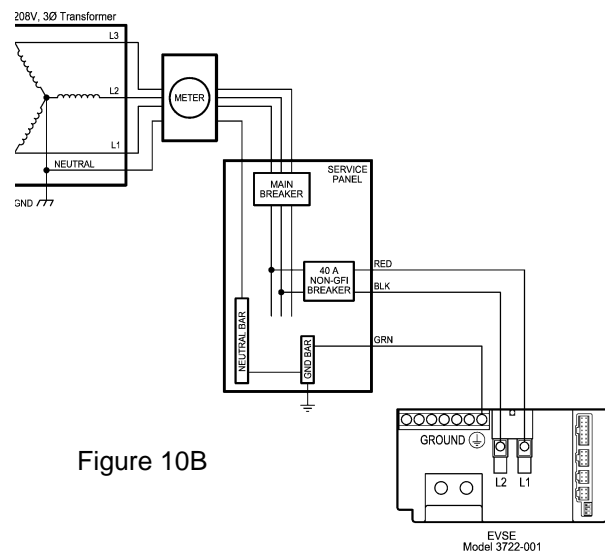 208V, 3Ø Transformer
L3
L2
METER
L1
NEUTRAL
GND
SERVICE
PANEL
MAIN
BREAKER
40 A
NON-GFI
BREAKER
RED
BLK
GRN
NEUTRAL BAR
GND BAR
GROUND
L2
L1
Figure 10B
EVSE
Model 3722-001